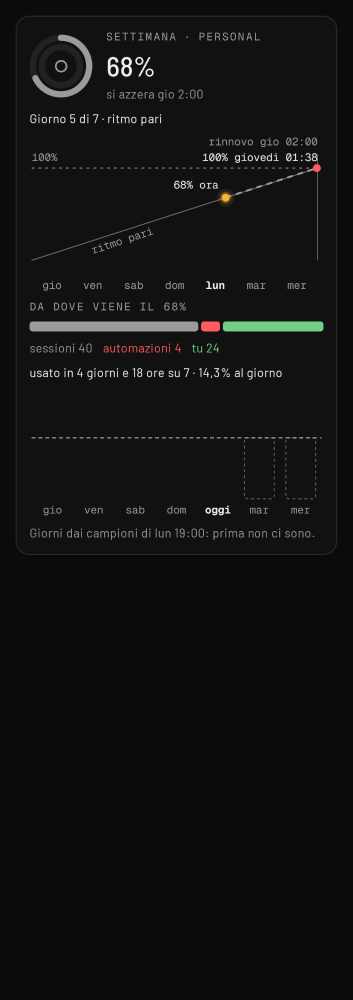 SETTIMANA · PERSONAL
68%
si azzera gio 2:00
Giorno 5 di 7 · ritmo pari
rinnovo gio 02:00
100%
100% giovedì 01:38
68% ora
ritmo pari
gio ven sab dom lun mar mer
DA DOVE VIENE IL 68%
sessioni 40 automazioni 4 tu 24
usato in 4 giorni e 18 ore su 7 · 14,3% al giorno
gio ven sab dom oggi mar mer
Giorni dai campioni di lun 19:00: prima non ci sono.